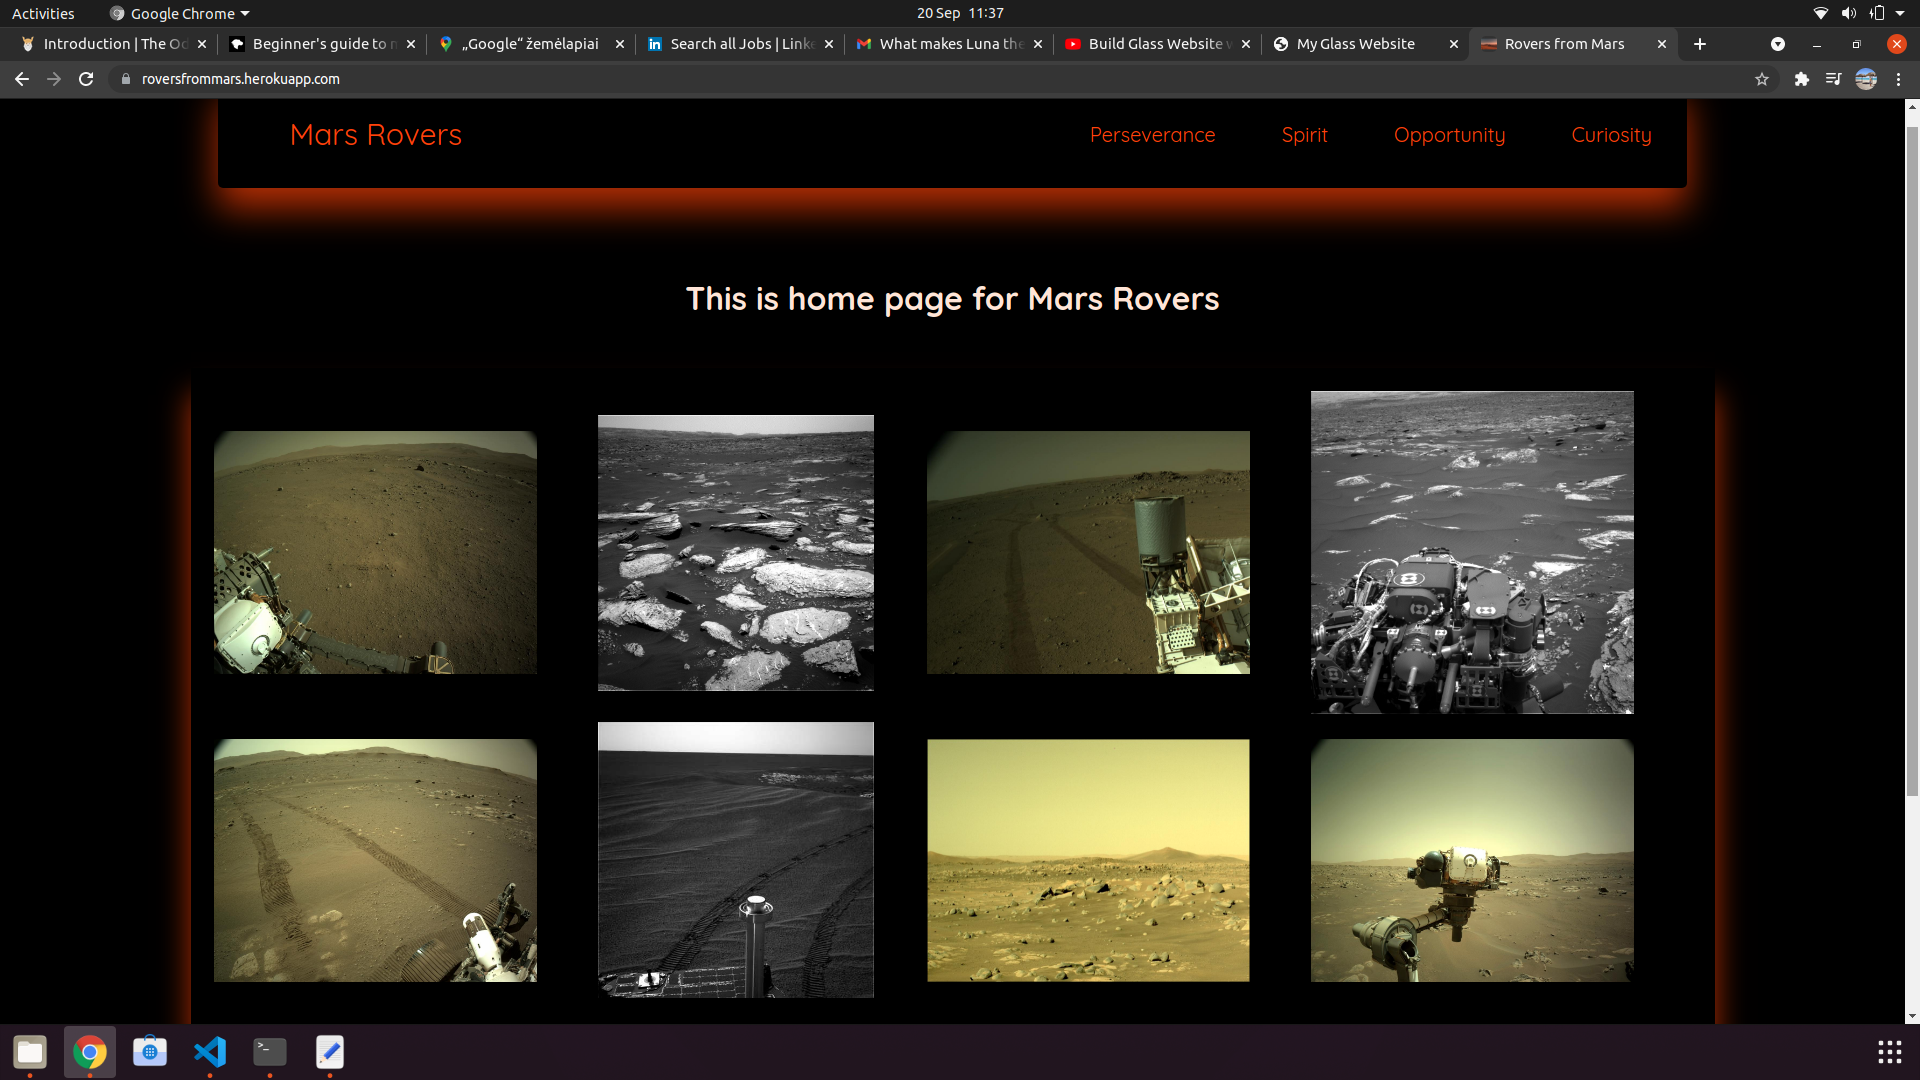 Activities Google Chrome 20 Sep 11:37
Introduction | The Od Beginner's guide to „Google“ žemėlapiai Search all Jobs | Linke What makes Luna the Build Glass Website My Glass Website Rovers from Mars
roversfrommars.herokuapp.com
Mars Rovers Perseverance Spirit Opportunity Curiosity
This is home page for Mars Rovers